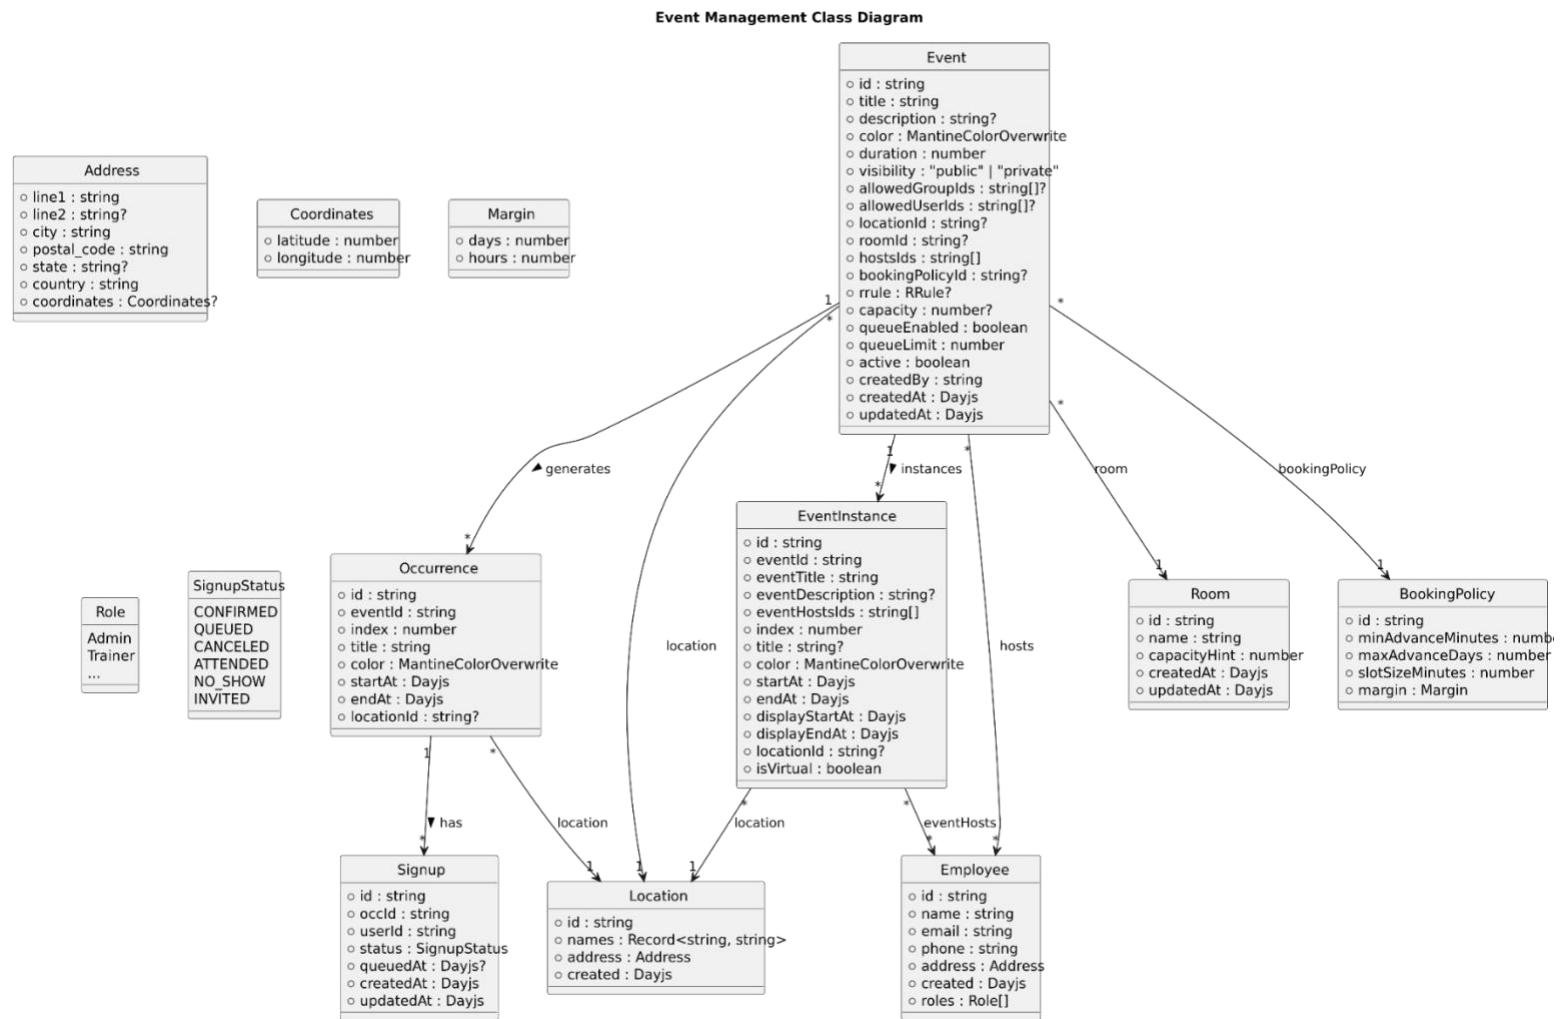 Event Management Class Diagram
Event
id : string
title : string
description : string?
color : MantineColorOverwrite
duration : number
visibility : "public" | "private"
allowedGroupIds : string[]?
allowedUserIds : string[]?
locationId : string?
roomId : string?
hostsIds : string[]
bookingPolicyId : string?
rrule : RRule?
capacity : number?
queueEnabled : boolean
queueLimit : number
active : boolean
createdBy : string
createdAt : Dayjs
updatedAt : Dayjs
Address
line1 : string
line2 : string?
city : string
postal_code : string
state : string?
country : string
coordinates : Coordinates?
Coordinates
latitude : number
longitude : number
Margin
days : number
hours : number
1
*
*
*
1
*
generates
*
instances
*
room
bookingPolicy
Role
Admin
Trainer
...
SignupStatus
CONFIRMED
QUEUED
CANCELED
ATTENDED
NO_SHOW
INVITED
Occurrence
id : string
eventId : string
index : number
title : string
color : MantineColorOverwrite
startAt : Dayjs
endAt : Dayjs
locationId : string?
location
EventInstance
id : string
eventId : string
eventTitle : string
eventDescription : string?
eventHostsIds : string[]
index : number
title : string?
color : MantineColorOverwrite
startAt : Dayjs
endAt : Dayjs
displayStartAt : Dayjs
displayEndAt : Dayjs
locationId : string?
isVirtual : boolean
hosts
1
Room
id : string
name : string
capacityHint : number
createdAt : Dayjs
updatedAt : Dayjs
1
BookingPolicy
id : string
minAdvanceMinutes : numbe
maxAdvanceDays : number
slotSizeMinutes : number
margin : Margin
1
*
*
*
has
location
location
eventHosts
*
1
1
1
*
*
Signup
id : string
occId : string
userId : string
status : SignupStatus
queuedAt : Dayjs?
createdAt : Dayjs
updatedAt : Dayjs
Location
id : string
names : Record<string, string>
address : Address
created : Dayjs
Employee
id : string
name : string
email : string
phone : string
address : Address
created : Dayjs
roles : Role[]